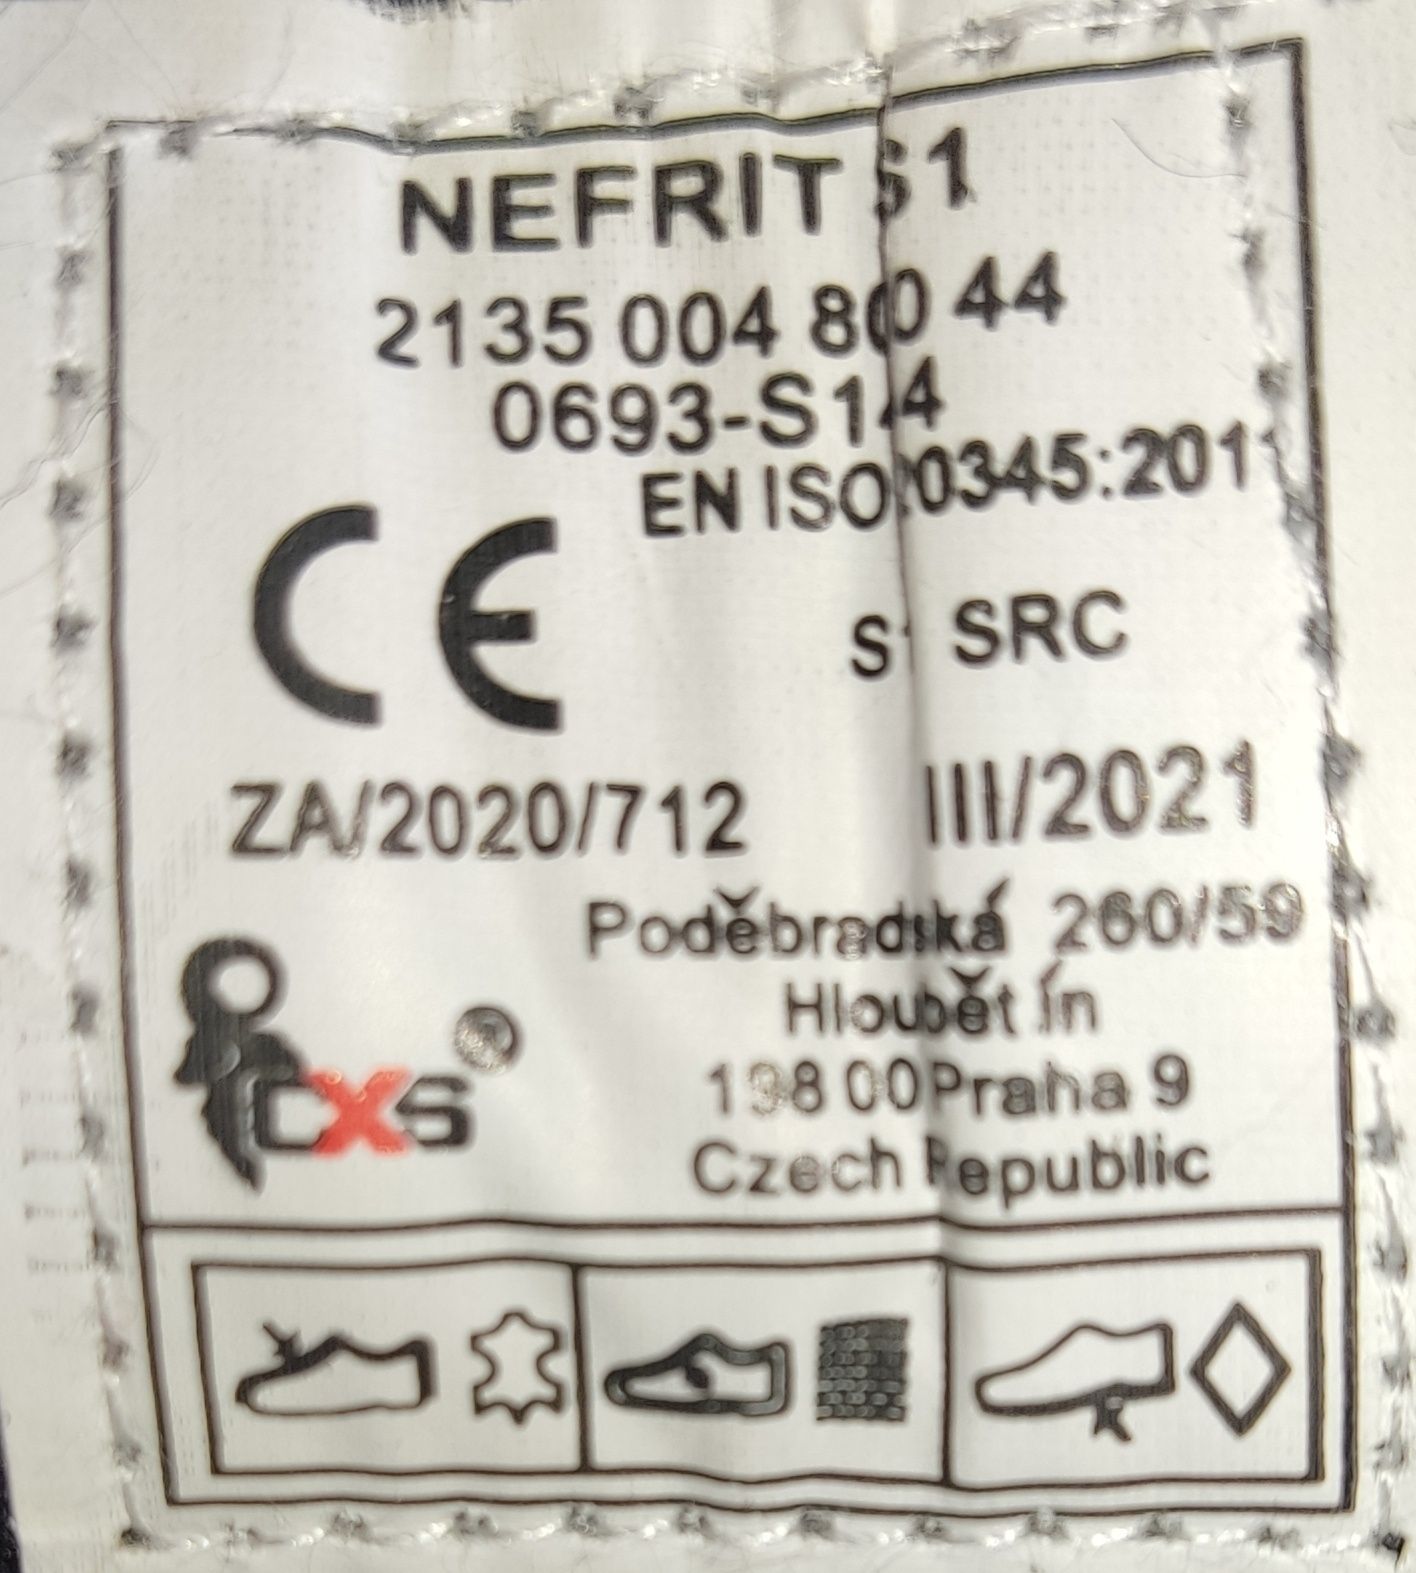 NEFRIT S1
2135 004 800 44
0693-S14
EN ISO 20345:2011
CE
S1 SRC
ZA/2020/712 III/2021
Poděbradská 260/59
Hloubětín
198 00 Praha 9
Czech Republic
CXS®